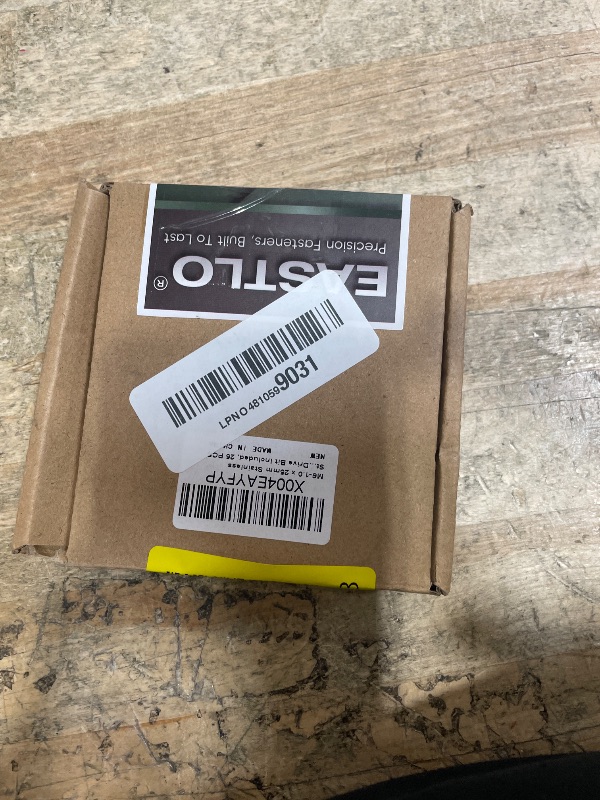 EASTLO®
Precision Fasteners, Built To Last
LPNO4810599031
X004EAYFYP
M6-1.0 x 25mm Stainless
St...Drive Bit Included, 25 PCS
NEW
MADE IN